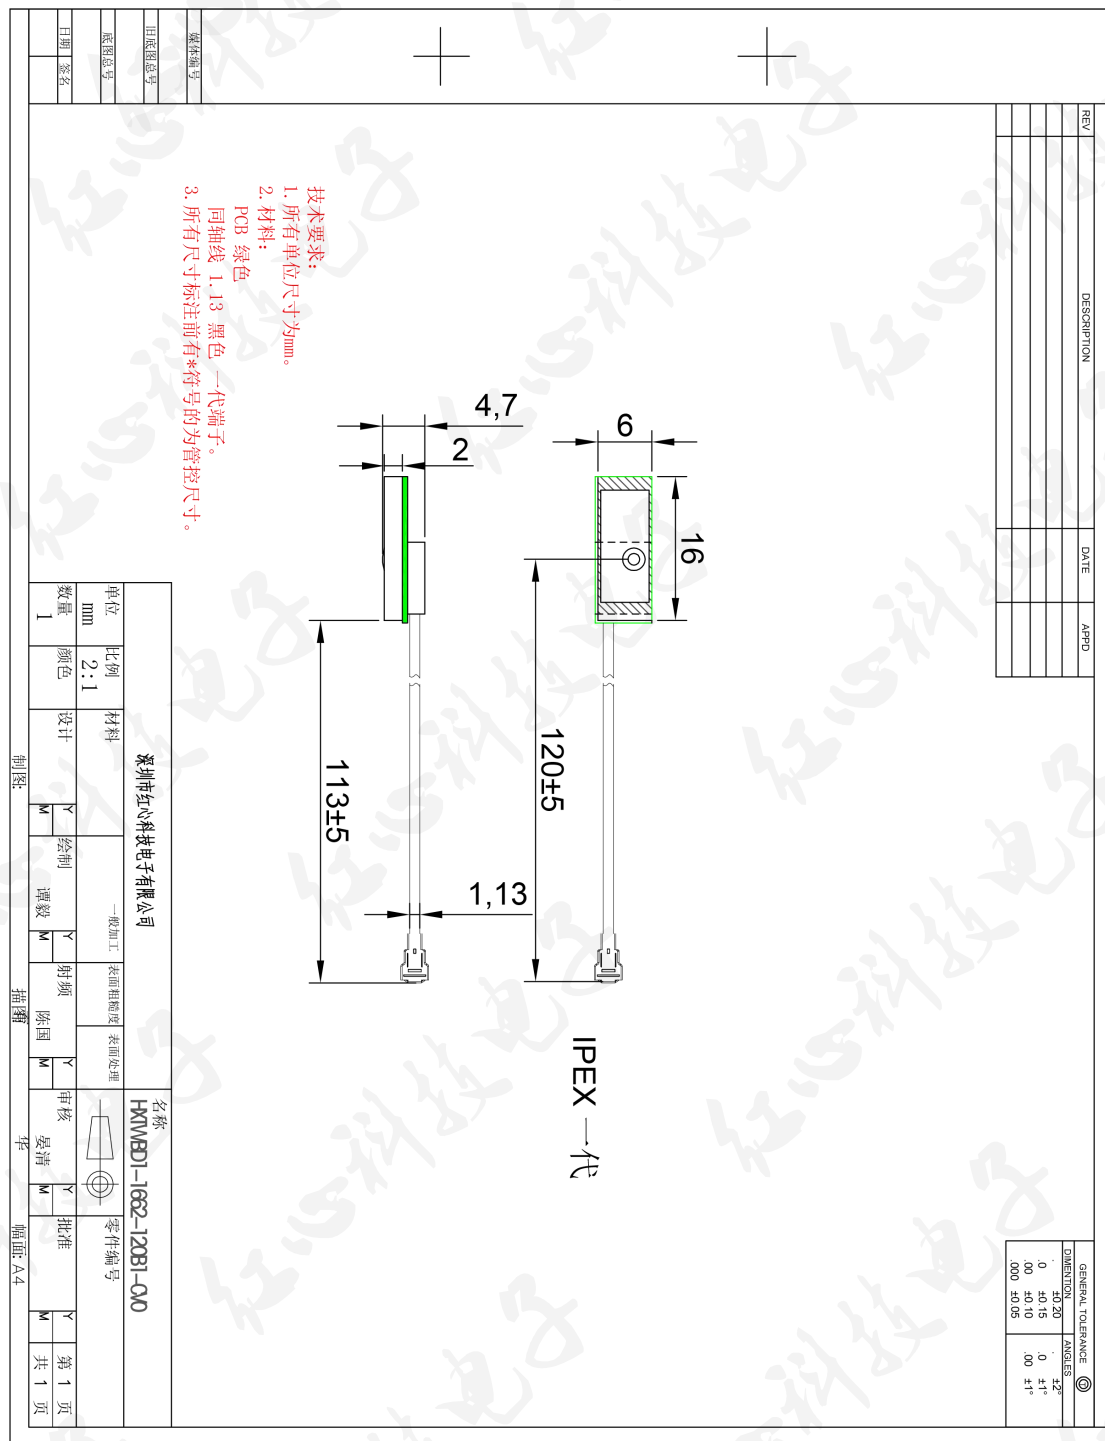 媒体编号
旧底图总号
底图总号
日期 签名
REV DESCRIPTION DATE APPD
技术要求:
1. 所有单位尺寸为mm。
2. 材料:
PCB 绿色
同轴线 1.13 黑色 一代端子。
3. 所有尺寸标注前有*符号的为管控尺寸。
6
16
120±5
IPEX 一代
4,7
2
113±5
1,13
GENERAL TOLERANCE
DIMENTION ANGLES
. ±0.20 . ±2°
.0 ±0.15 .0 ±1°
.00 ±0.10 .00 ±1°
.000 ±0.05
深圳市红心科技电子有限公司
名称
HXTWBD1-1662-120B1-CV0
单位 比例 材料 一般加工 表面粗糙度 表面处理 零件编号
mm 2:1
数量 颜色 设计 Y 绘制 Y 射频 Y 审核 Y 批准 Y 第 1 页
1 M 谭毅 M 陈国 M 晏清 M M 共 1 页
制图: 描图: 华 幅面: A4
红心科技电子